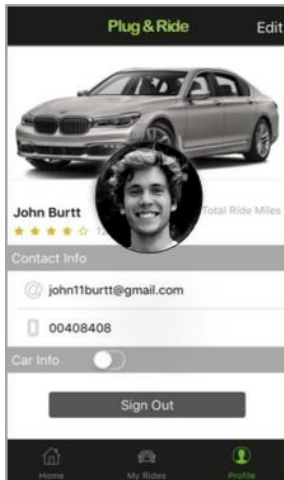 Plug & Ride Edit
John Burtt Total Ride Miles
Contact Info
@ john11burtt@gmail.com
00408408
Car Info
Sign Out
Home My Rides Profile